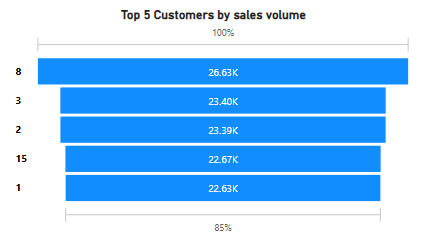 Top 5 Customers by sales volume
100%
8 26.63K
3 23.40K
2 23.39K
15 22.67K
1 22.63K
85%